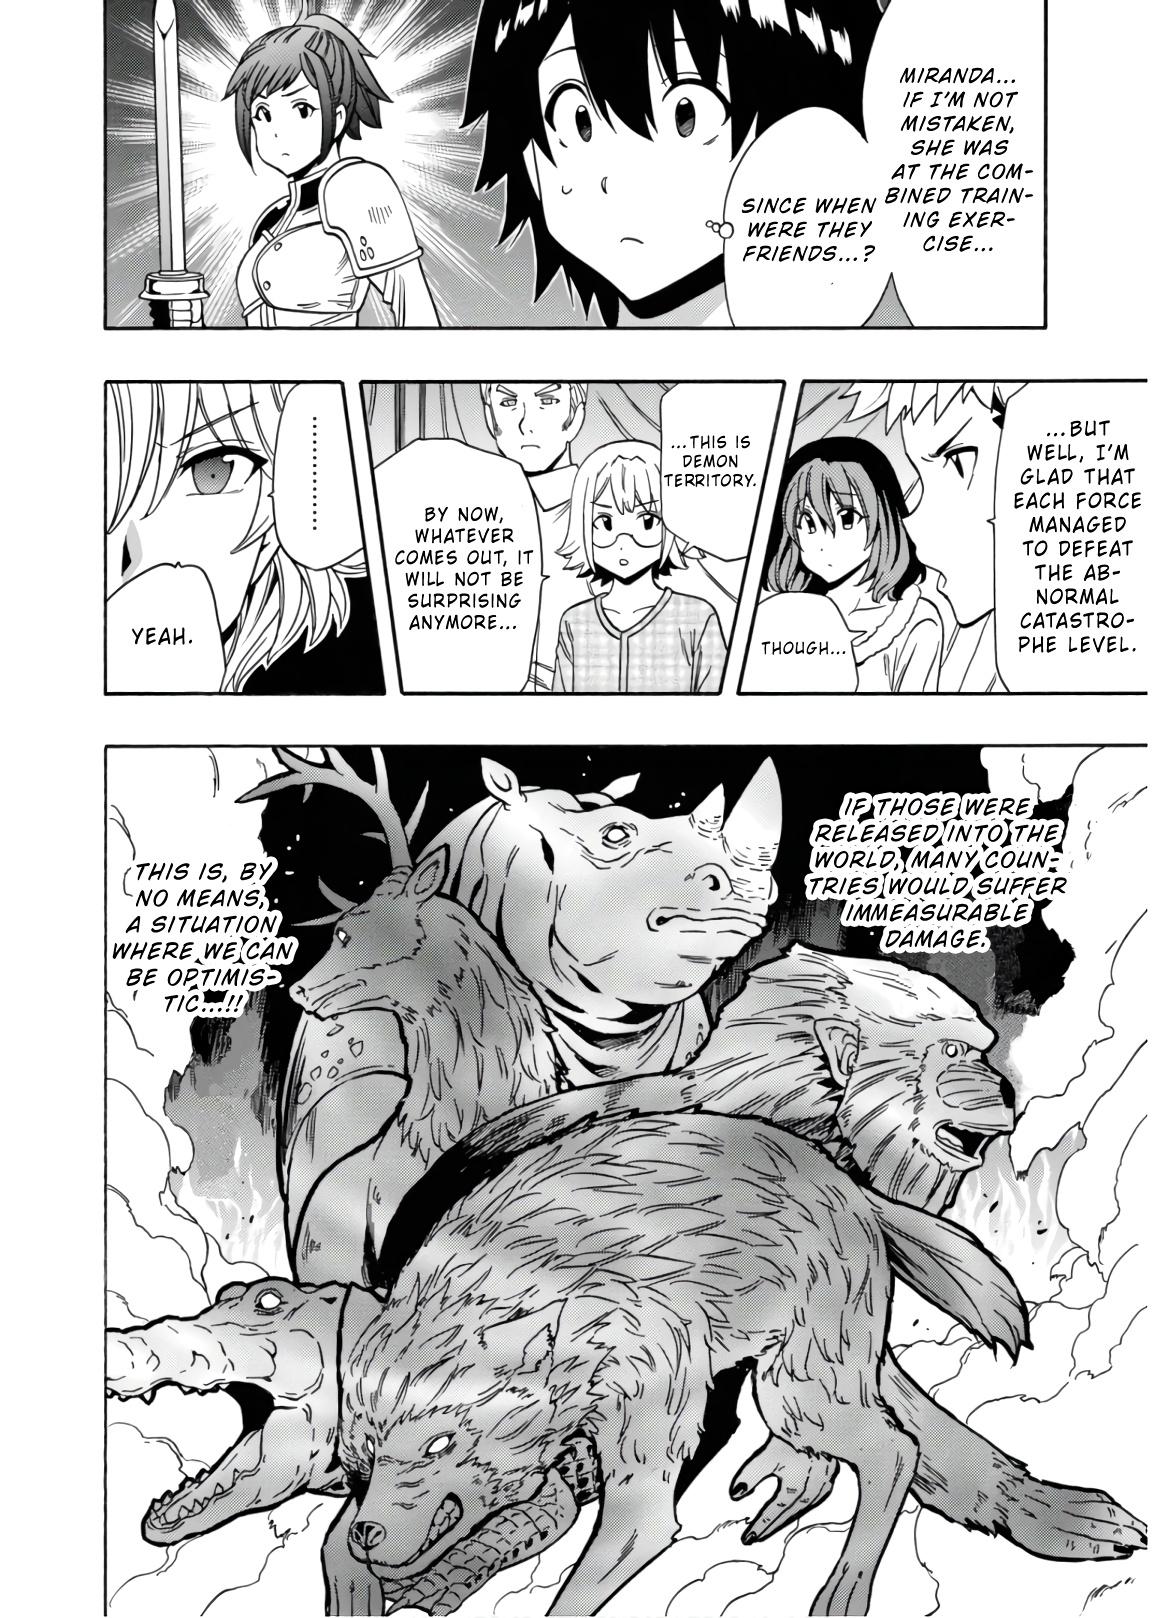 MIRANDA...
IF I'M NOT
MISTAKEN,
SHE WAS
AT THE COM-
BINED TRAIN-
ING EXER-
CISE...
SINCE WHEN
WERE THEY
FRIENDS...?
...BUT
WELL, I'M
GLAD THAT
EACH FORCE
MANAGED
TO DEFEAT
THE AB-
NORMAL
CATASTRO-
PHE LEVEL.
THOUGH...
...THIS IS
DEMON
TERRITORY.
BY NOW,
WHATEVER
COMES OUT, IT
WILL NOT BE
SURPRISING
ANYMORE...
............
YEAH.
IF THOSE WERE
RELEASED INTO THE
WORLD, MANY COUN-
TRIES WOULD SUFFER
IMMEASURABLE
DAMAGE.
THIS IS, BY
NO MEANS,
A SITUATION
WHERE WE CAN
BE OPTIMIS-
TIC...!!